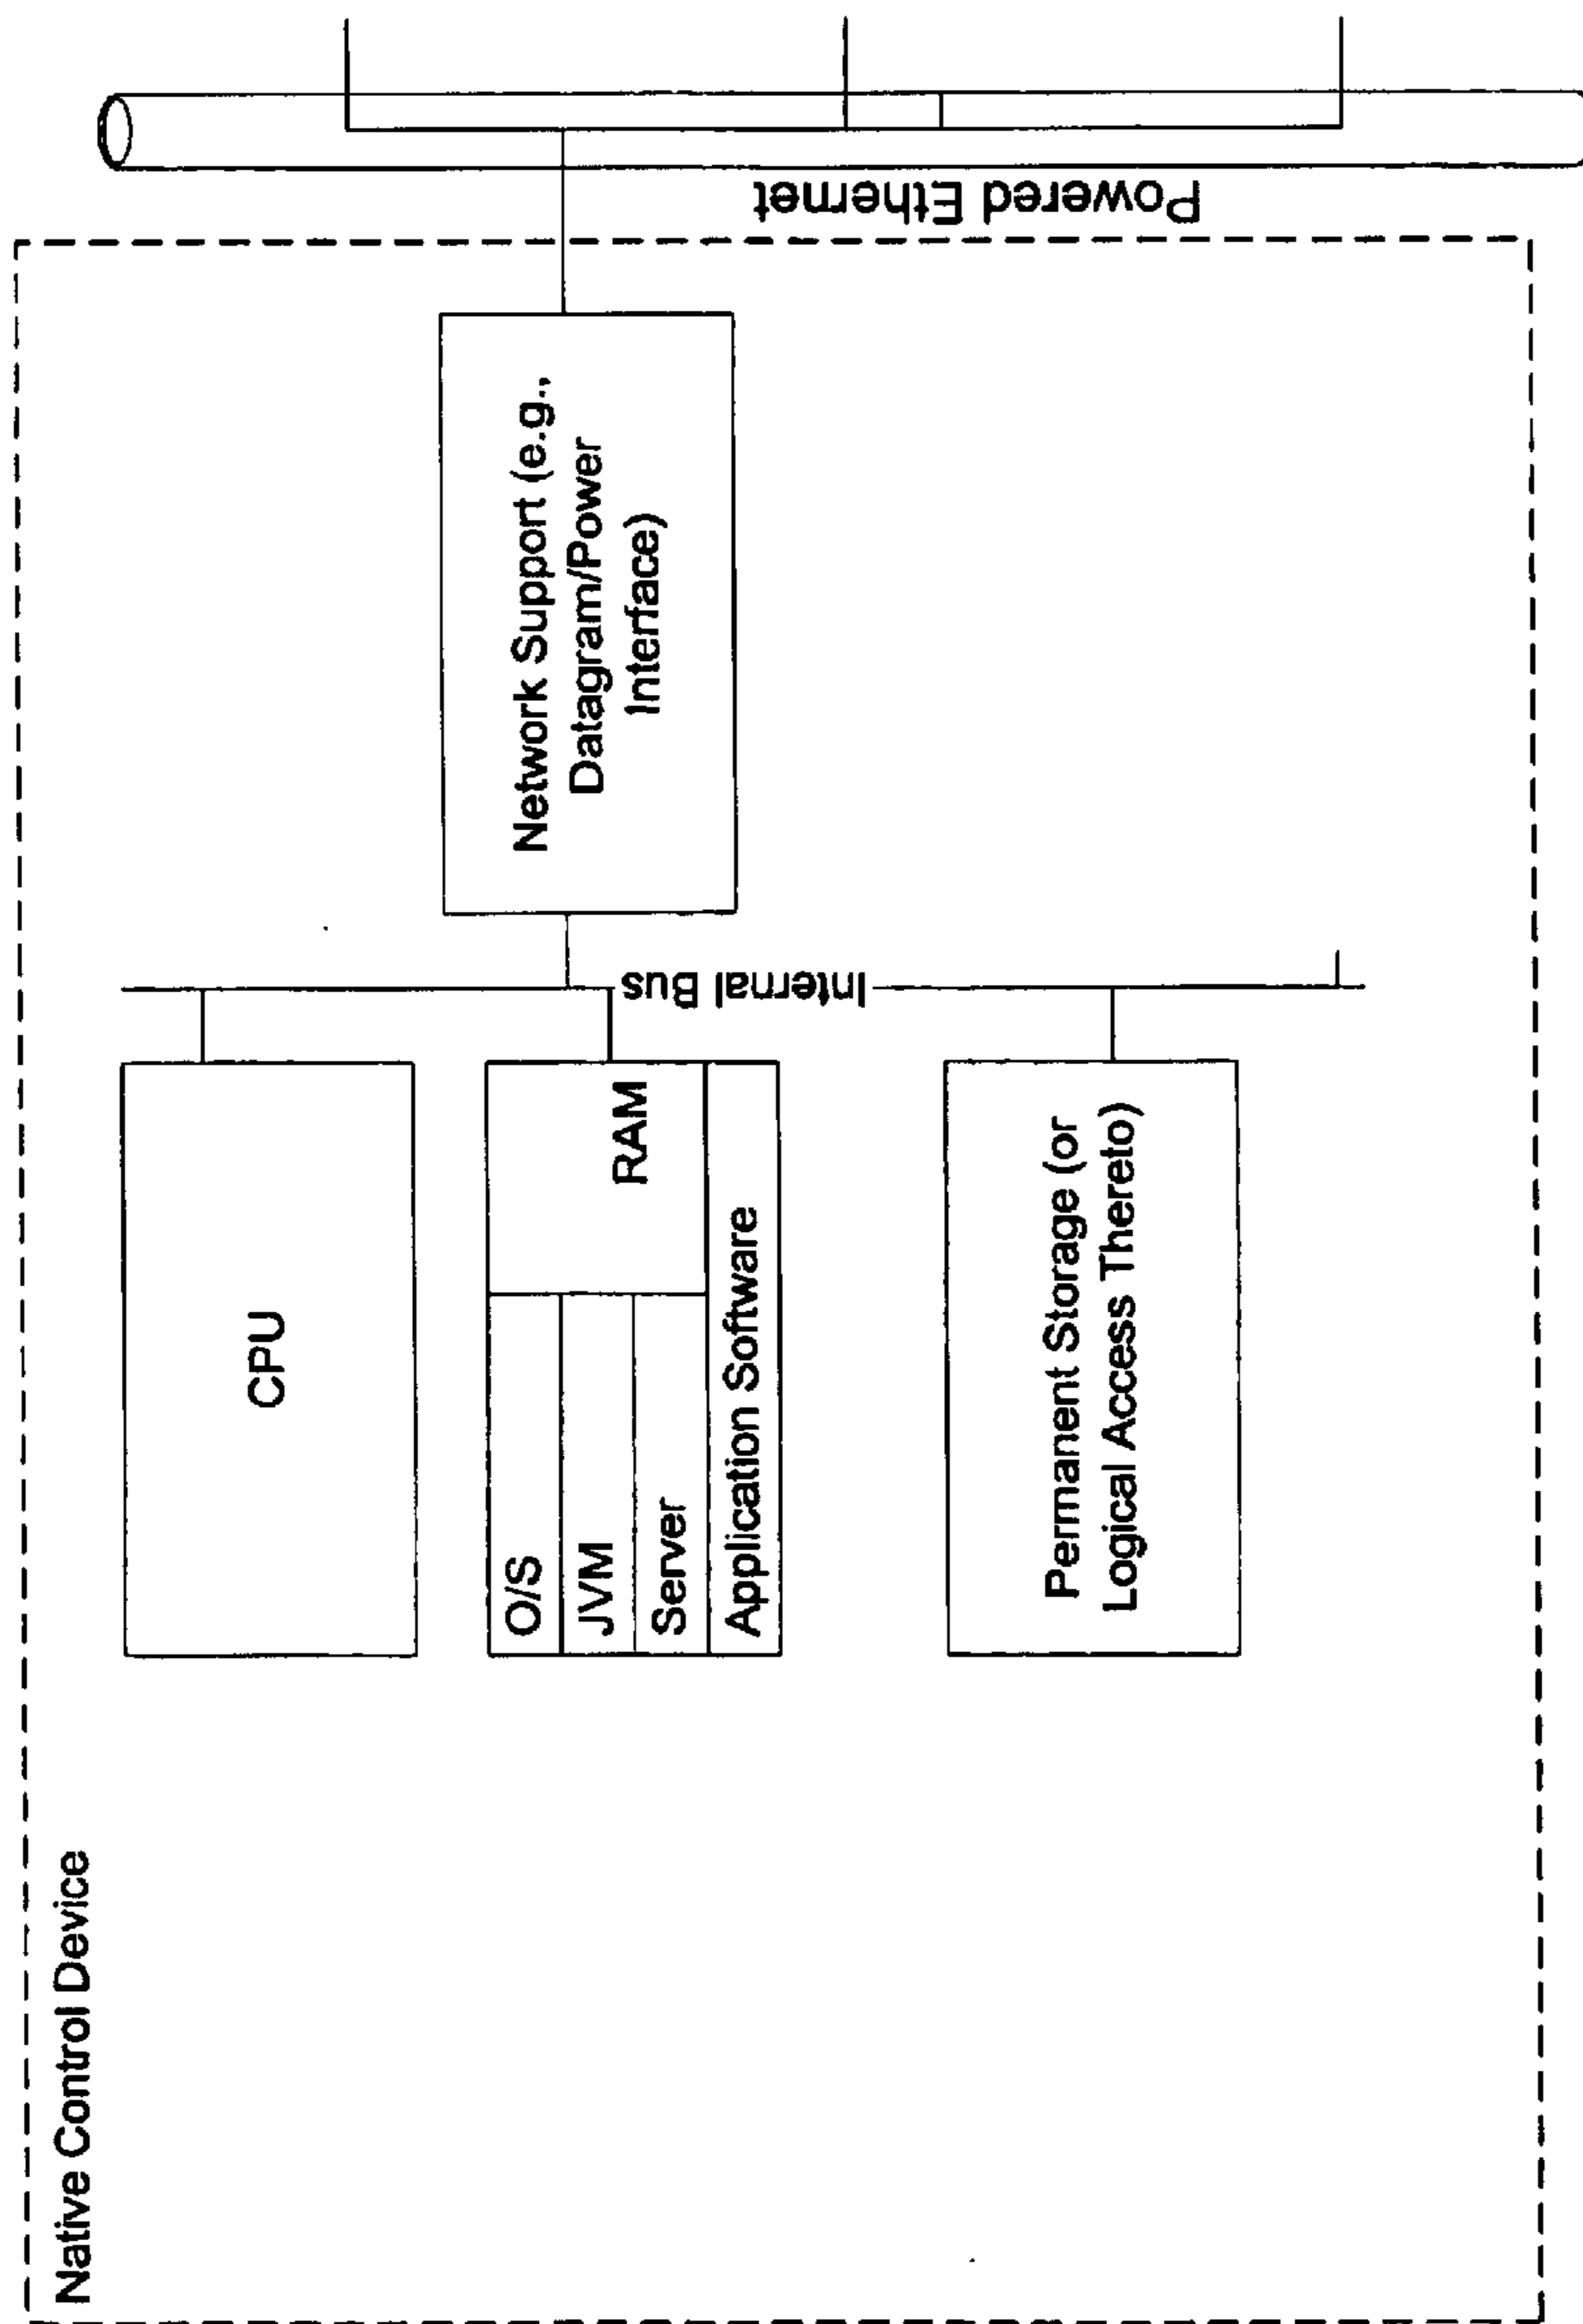 Native Control Device
CPU
O/S
JVM
Server
RAM
Application Software
Permanent Storage (or
Logical Access Thereto)
Internal Bus
Network Support (e.g.,
Datagram/Power
Interface)
Powered Ethernet